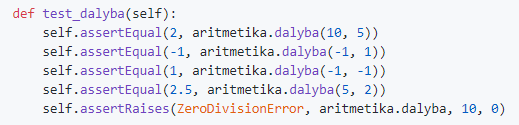 def test_dalyba(self):
    self.assertEqual(2, aritmetika.dalyba(10, 5))
    self.assertEqual(-1, aritmetika.dalyba(-1, 1))
    self.assertEqual(1, aritmetika.dalyba(-1, -1))
    self.assertEqual(2.5, aritmetika.dalyba(5, 2))
    self.assertRaises(ZeroDivisionError, aritmetika.dalyba, 10, 0)